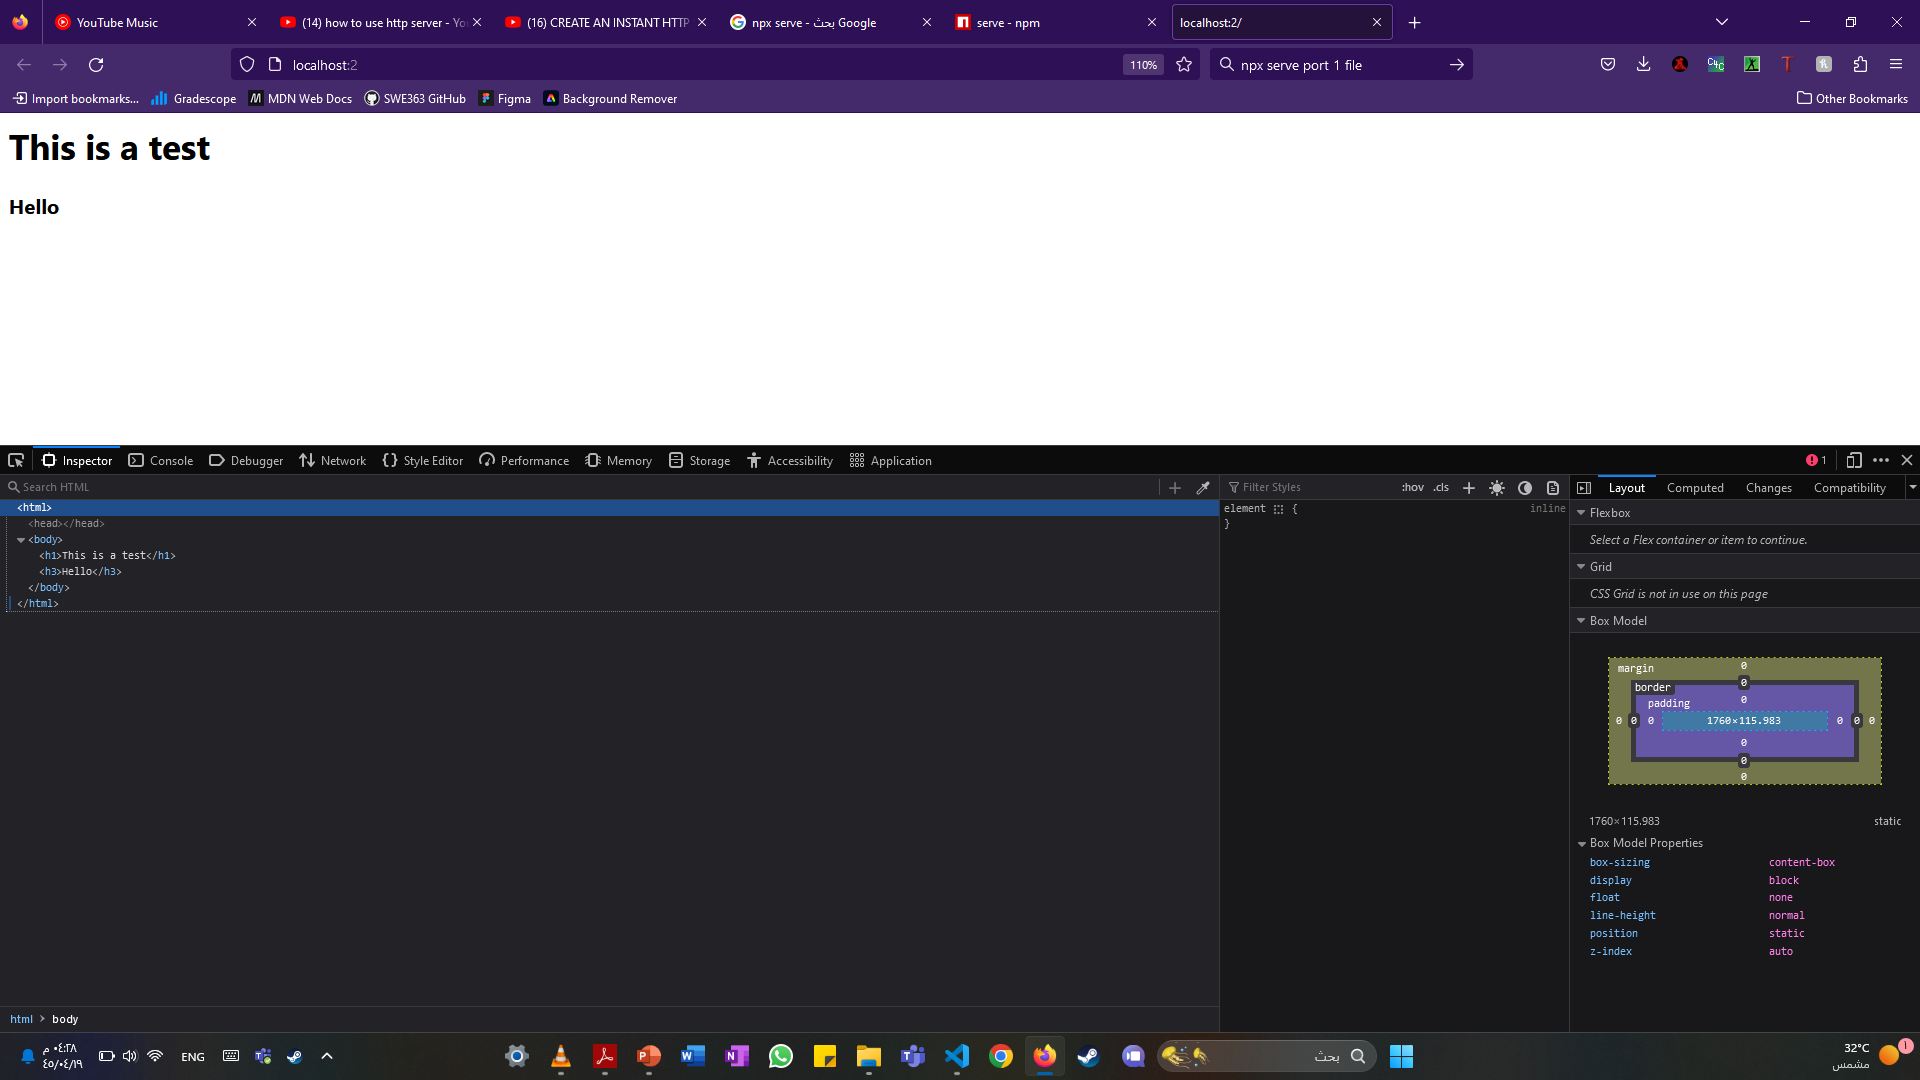 YouTube Music
(14) how to use http server - Yo
(16) CREATE AN INSTANT HTTP
npx serve - بحث Google
serve - npm
localhost:2/
localhost:2
110%
npx serve port 1 file
Import bookmarks...
Gradescope
MDN Web Docs
SWE363 GitHub
Figma
Background Remover
Other Bookmarks
This is a test
Hello
Inspector
Console
Debugger
Network
Style Editor
Performance
Memory
Storage
Accessibility
Application
1
Search HTML
Filter Styles
:hov
.cls
Layout
Computed
Changes
Compatibility
<html>
<head></head>
<body>
<h1>This is a test</h1>
<h3>Hello</h3>
</body>
</html>
element {
inline
}
Flexbox
Select a Flex container or item to continue.
Grid
CSS Grid is not in use on this page
Box Model
margin
0
border
0
padding
0
0 0 0 1760×115.983 0 0 0
0
0
0
1760×115.983
static
Box Model Properties
box-sizing content-box
display block
float none
line-height normal
position static
z-index auto
html > body
٠٤:٢٨ م
٤٥/٠٤/١٩
ENG
بحث
32°C
مشمس
١